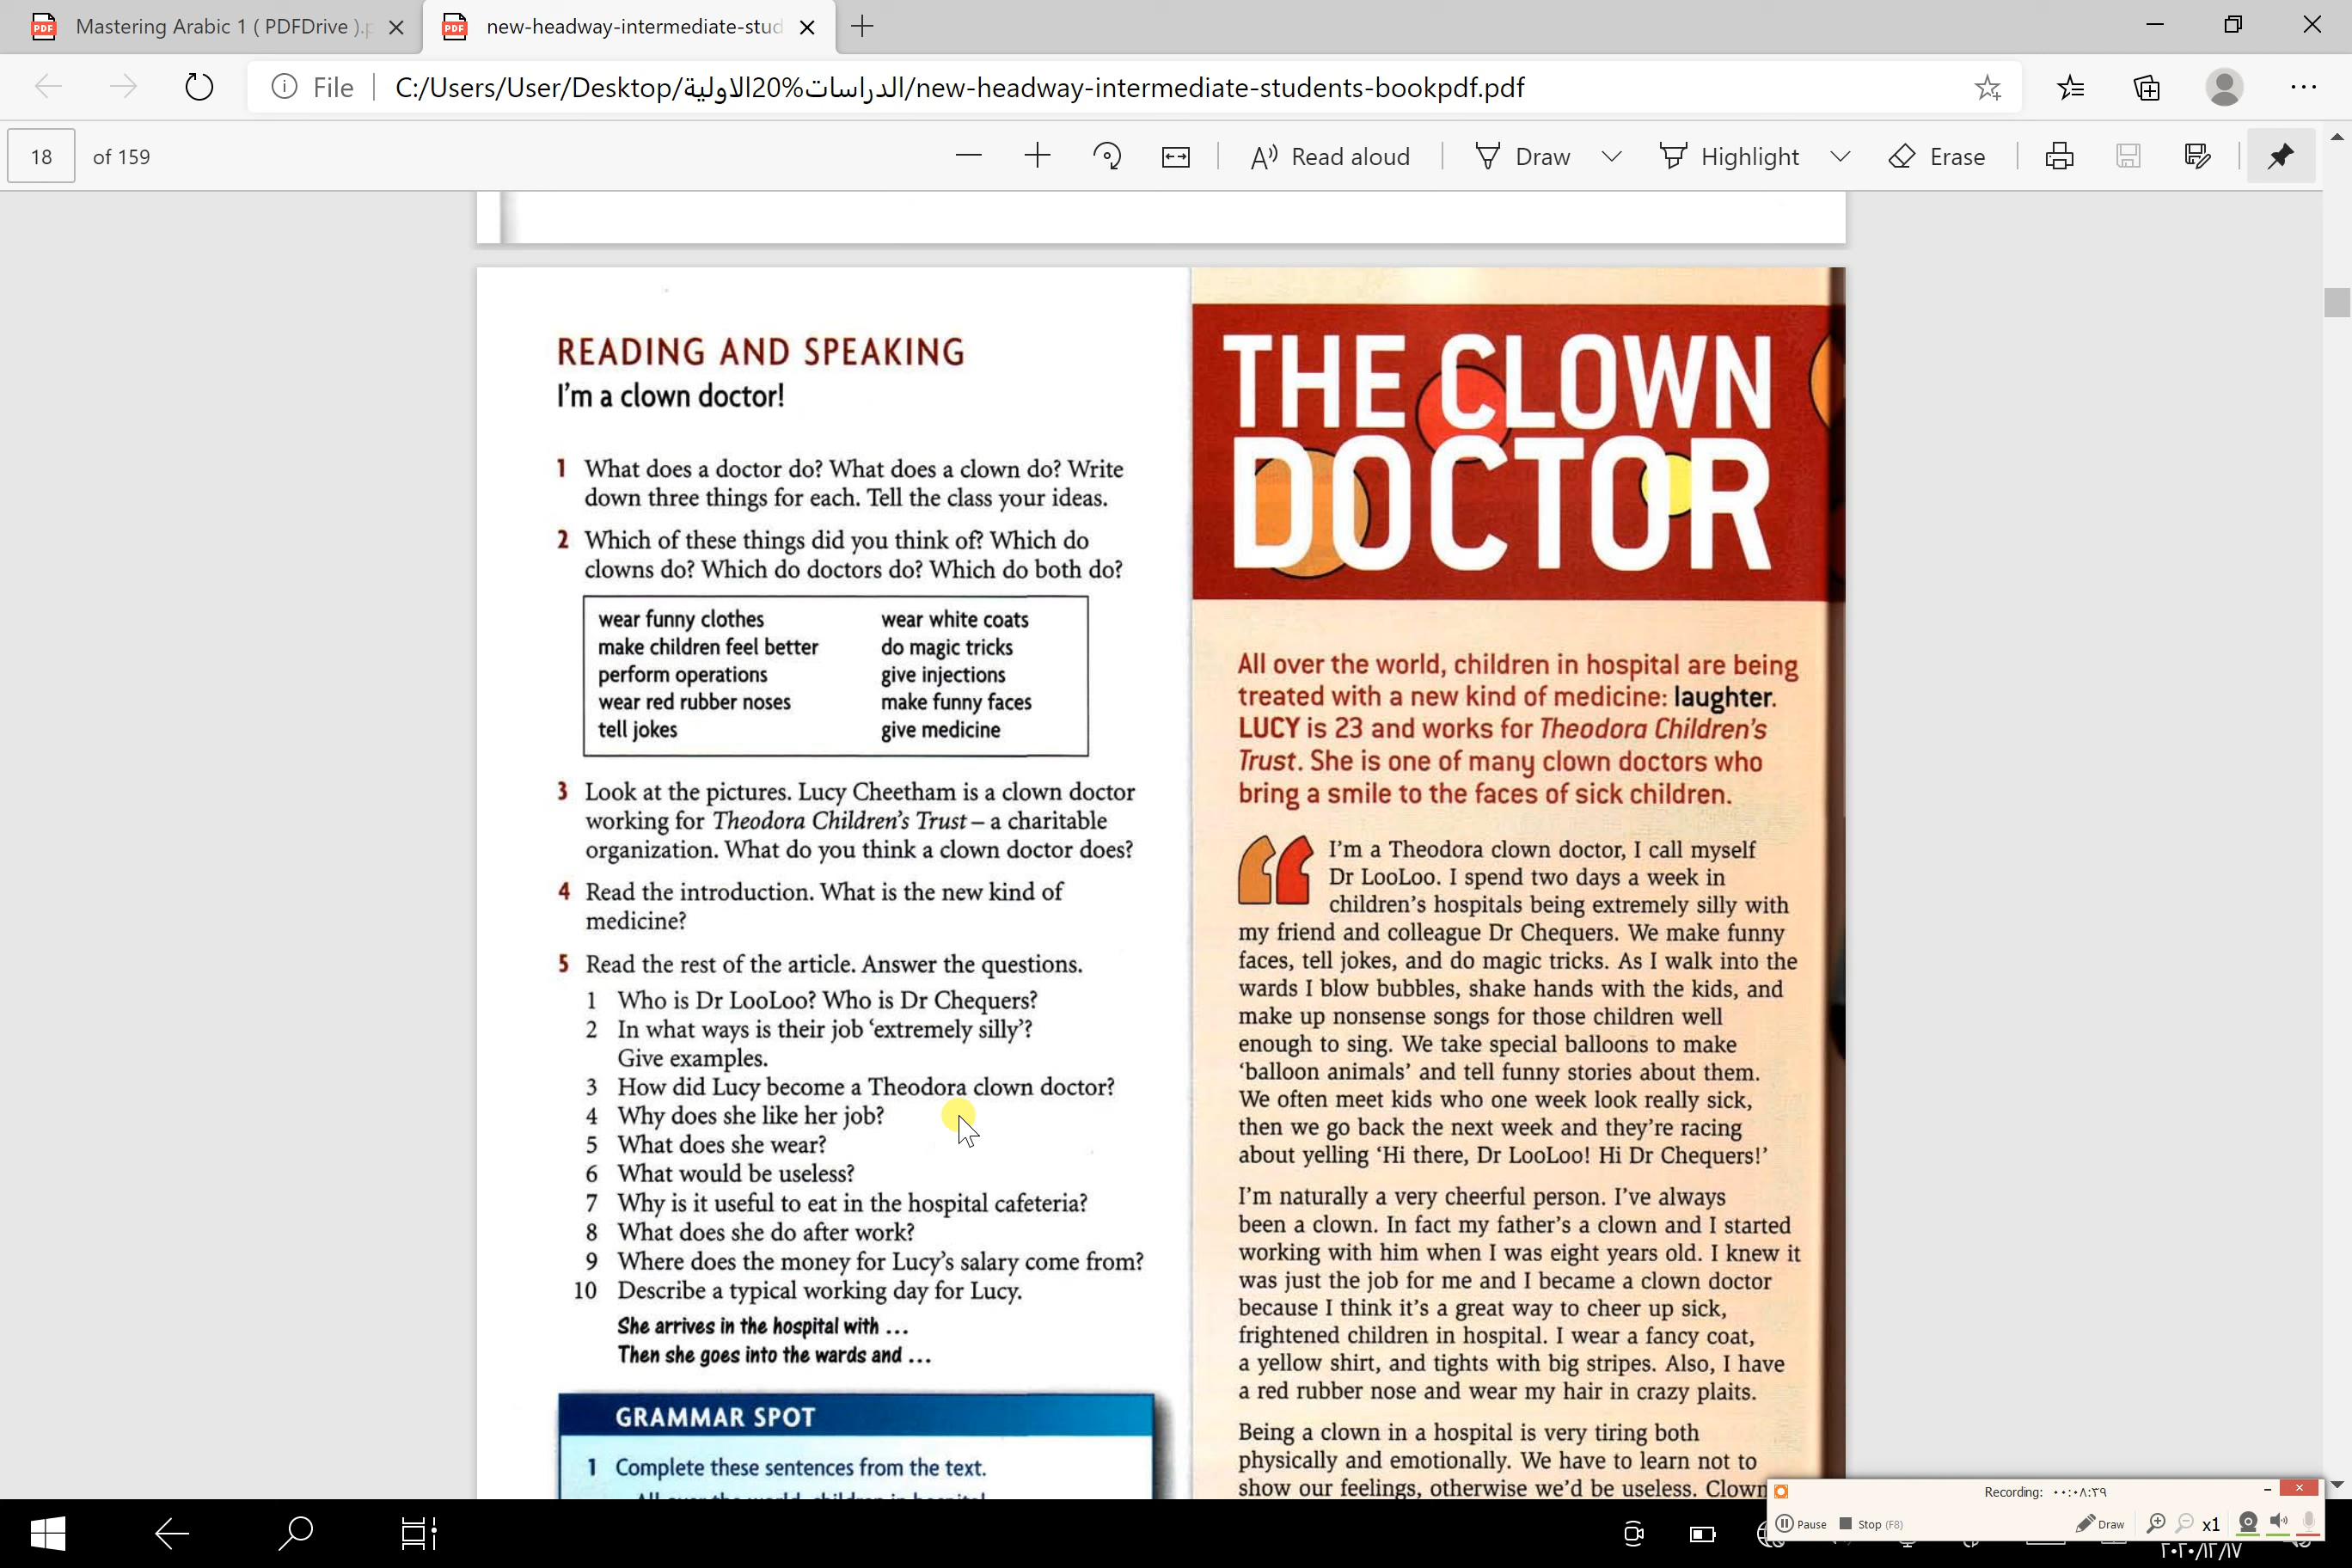 Mastering Arabic 1 ( PDFDrive ).p
new-headway-intermediate-stud
File
C:/Users/User/Desktop/الدراسات%20الاولية/new-headway-intermediate-students-bookpdf.pdf
18 of 159
Read aloud
Draw
Highlight
Erase
READING AND SPEAKING
I'm a clown doctor!
1 What does a doctor do? What does a clown do? Write
down three things for each. Tell the class your ideas.
2 Which of these things did you think of? Which do
clowns do? Which do doctors do? Which do both do?
wear funny clothes wear white coats
make children feel better do magic tricks
perform operations give injections
wear red rubber noses make funny faces
tell jokes give medicine
3 Look at the pictures. Lucy Cheetham is a clown doctor
working for Theodora Children's Trust – a charitable
organization. What do you think a clown doctor does?
4 Read the introduction. What is the new kind of
medicine?
5 Read the rest of the article. Answer the questions.
1 Who is Dr LooLoo? Who is Dr Chequers?
2 In what ways is their job 'extremely silly'?
Give examples.
3 How did Lucy become a Theodora clown doctor?
4 Why does she like her job?
5 What does she wear?
6 What would be useless?
7 Why is it useful to eat in the hospital cafeteria?
8 What does she do after work?
9 Where does the money for Lucy's salary come from?
10 Describe a typical working day for Lucy.
She arrives in the hospital with ...
Then she goes into the wards and ...
GRAMMAR SPOT
1 Complete these sentences from the text.
THE CLOWN
DOCTOR
All over the world, children in hospital are being
treated with a new kind of medicine: laughter.
LUCY is 23 and works for Theodora Children's
Trust. She is one of many clown doctors who
bring a smile to the faces of sick children.
I'm a Theodora clown doctor, I call myself
Dr LooLoo. I spend two days a week in
children's hospitals being extremely silly with
my friend and colleague Dr Chequers. We make funny
faces, tell jokes, and do magic tricks. As I walk into the
wards I blow bubbles, shake hands with the kids, and
make up nonsense songs for those children well
enough to sing. We take special balloons to make
'balloon animals' and tell funny stories about them.
We often meet kids who one week look really sick,
then we go back the next week and they're racing
about yelling 'Hi there, Dr LooLoo! Hi Dr Chequers!'
I'm naturally a very cheerful person. I've always
been a clown. In fact my father's a clown and I started
working with him when I was eight years old. I knew it
was just the job for me and I became a clown doctor
because I think it's a great way to cheer up sick,
frightened children in hospital. I wear a fancy coat,
a yellow shirt, and tights with big stripes. Also, I have
a red rubber nose and wear my hair in crazy plaits.
Being a clown in a hospital is very tiring both
physically and emotionally. We have to learn not to
show our feelings, otherwise we'd be useless. Clown
Recording: ٠٠:٠٨:٣٩
Pause Stop (F8) Draw x1
٢٠٢٠/١٢/١٧